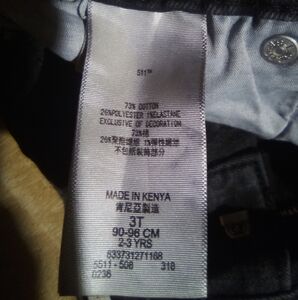 511™
73% COTTON
26%POLYESTER 1%ELASTANE
EXCLUSIVE OF DECORATION
73%棉
26%聚酯纖維 1%彈性纖維
不包括裝飾部分
MADE IN KENYA
肯尼亞製造
3T
90-96 CM
2-3 YRS
833731271168
5511-508 318
0238